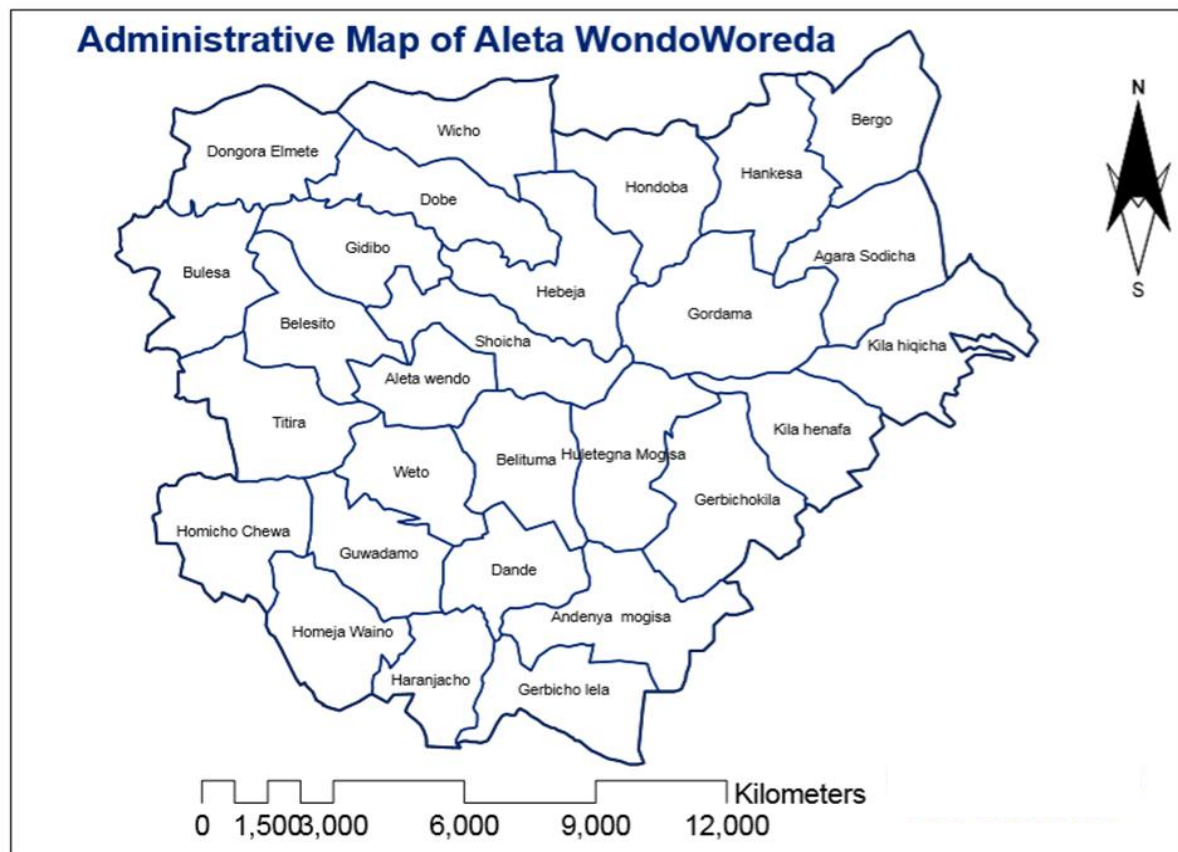 Administrative Map of Aleta WondoWoreda
N
S
Bergo
Wicho
Dongora Elmete
Hankesa
Hondoba
Dobe
Gidibo
Agara Sodicha
Bulesa
Hebeja
Gordama
Belesito
Shoicha
Kila hiqicha
Aleta wendo
Titira
Kila henafa
Weto
Belituma
Huletegna Mogisa
Gerbichokila
Homicho Chewa
Guwadamo
Dande
Andenya mogisa
Homeja Waino
Haranjacho
Gerbicho lela
Kilometers
0 1,500 3,000 6,000 9,000 12,000